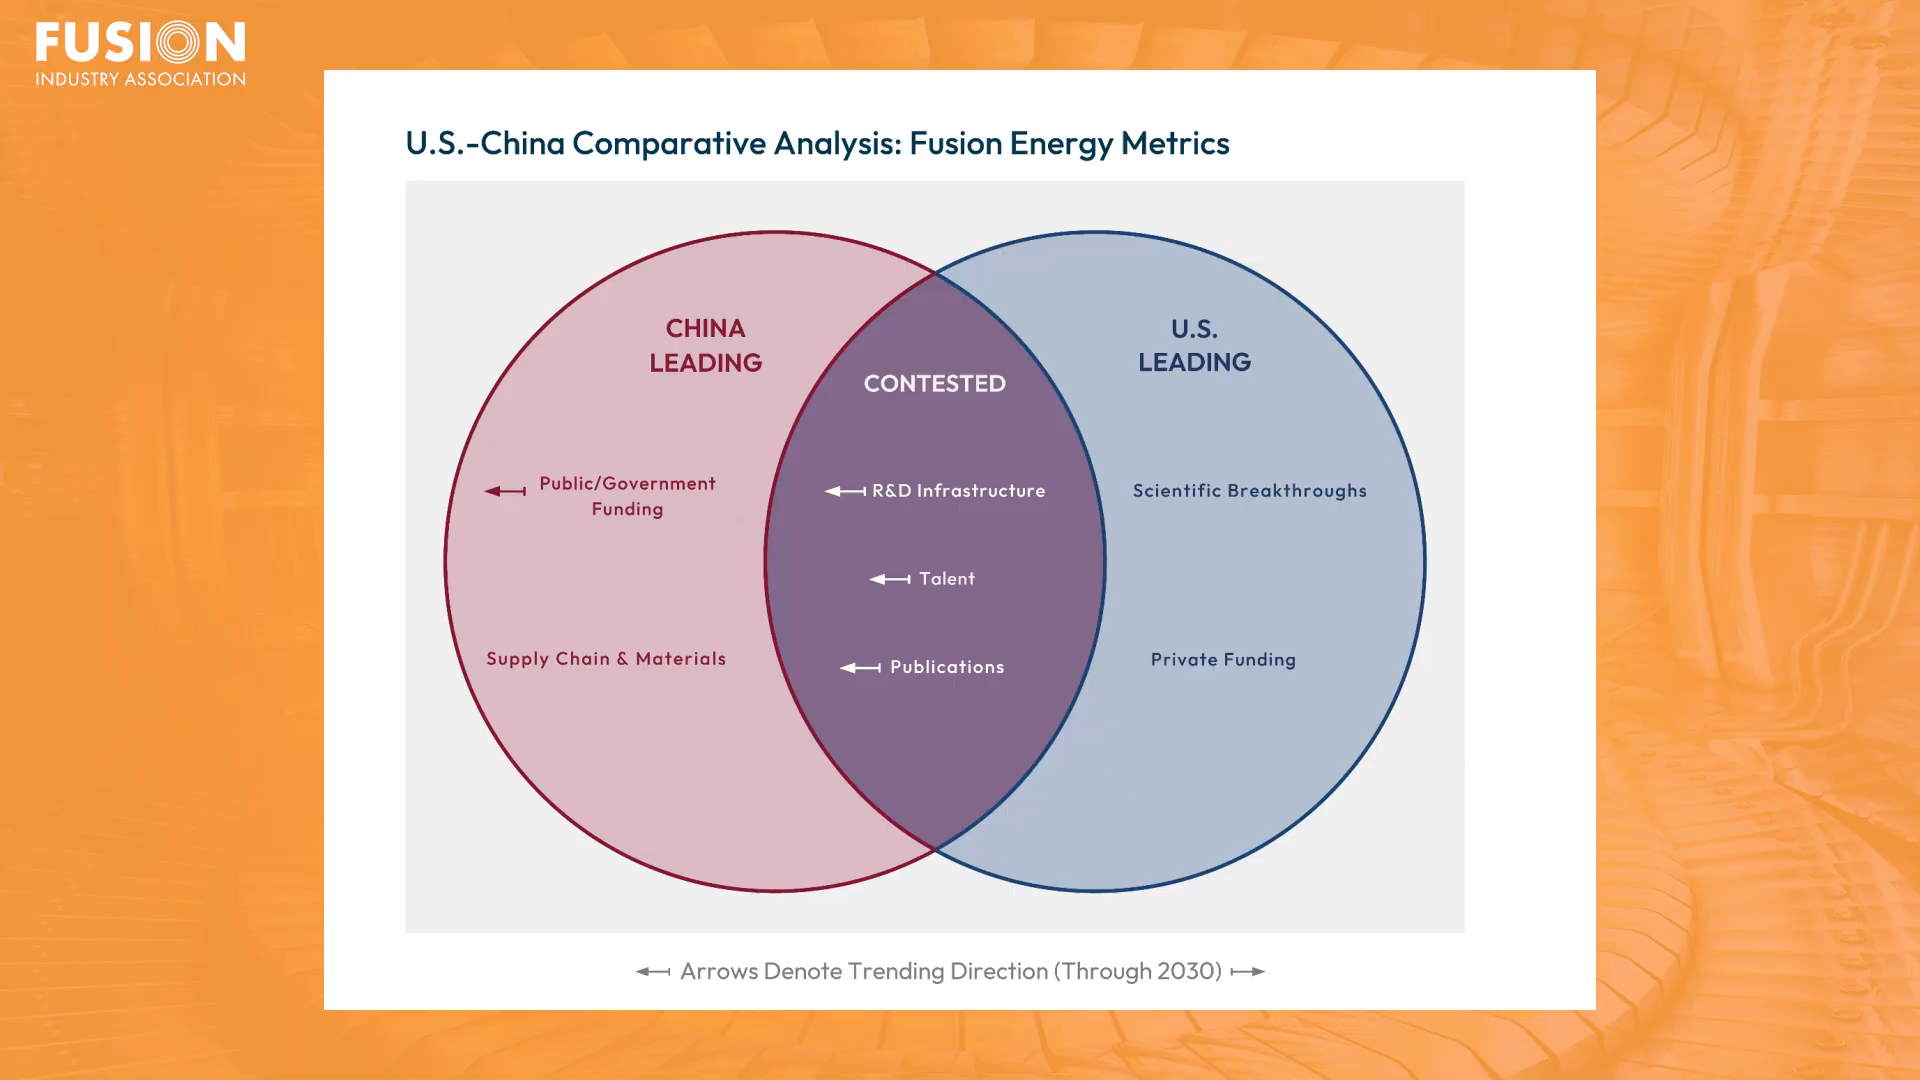 FUSION
INDUSTRY ASSOCIATION
U.S.-China Comparative Analysis: Fusion Energy Metrics
CHINA
LEADING
Public/Government
Funding
Supply Chain & Materials
CONTESTED
R&D Infrastructure
Talent
Publications
U.S.
LEADING
Scientific Breakthroughs
Private Funding
Arrows Denote Trending Direction (Through 2030)